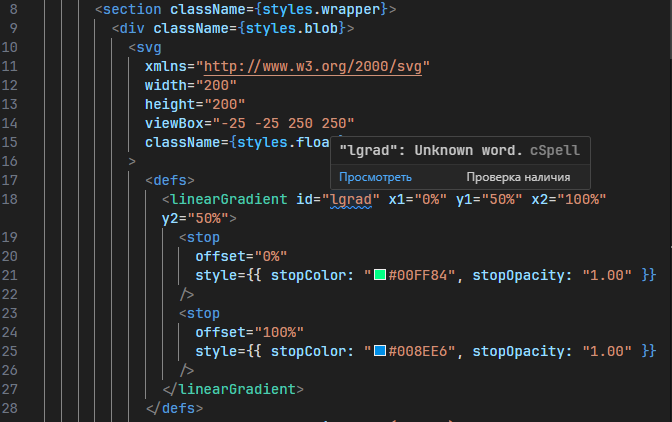 8 <section className={styles.wrapper}>
9 <div className={styles.blob}>
10 <svg
11 xmlns="http://www.w3.org/2000/svg"
12 width="200"
13 height="200"
14 viewBox="-25 -25 250 250"
15 className={styles.floa
"lgrad": Unknown word. cSpell
Просмотреть Проверка наличия
16 >
17 <defs>
18 <linearGradient id="lgrad" x1="0%" y1="50%" x2="100%"
y2="50%">
19 <stop
20 offset="0%"
21 style={{ stopColor: "#00FF84", stopOpacity: "1.00" }}
22 />
23 <stop
24 offset="100%"
25 style={{ stopColor: "#008EE6", stopOpacity: "1.00" }}
26 />
27 </linearGradient>
28 </defs>